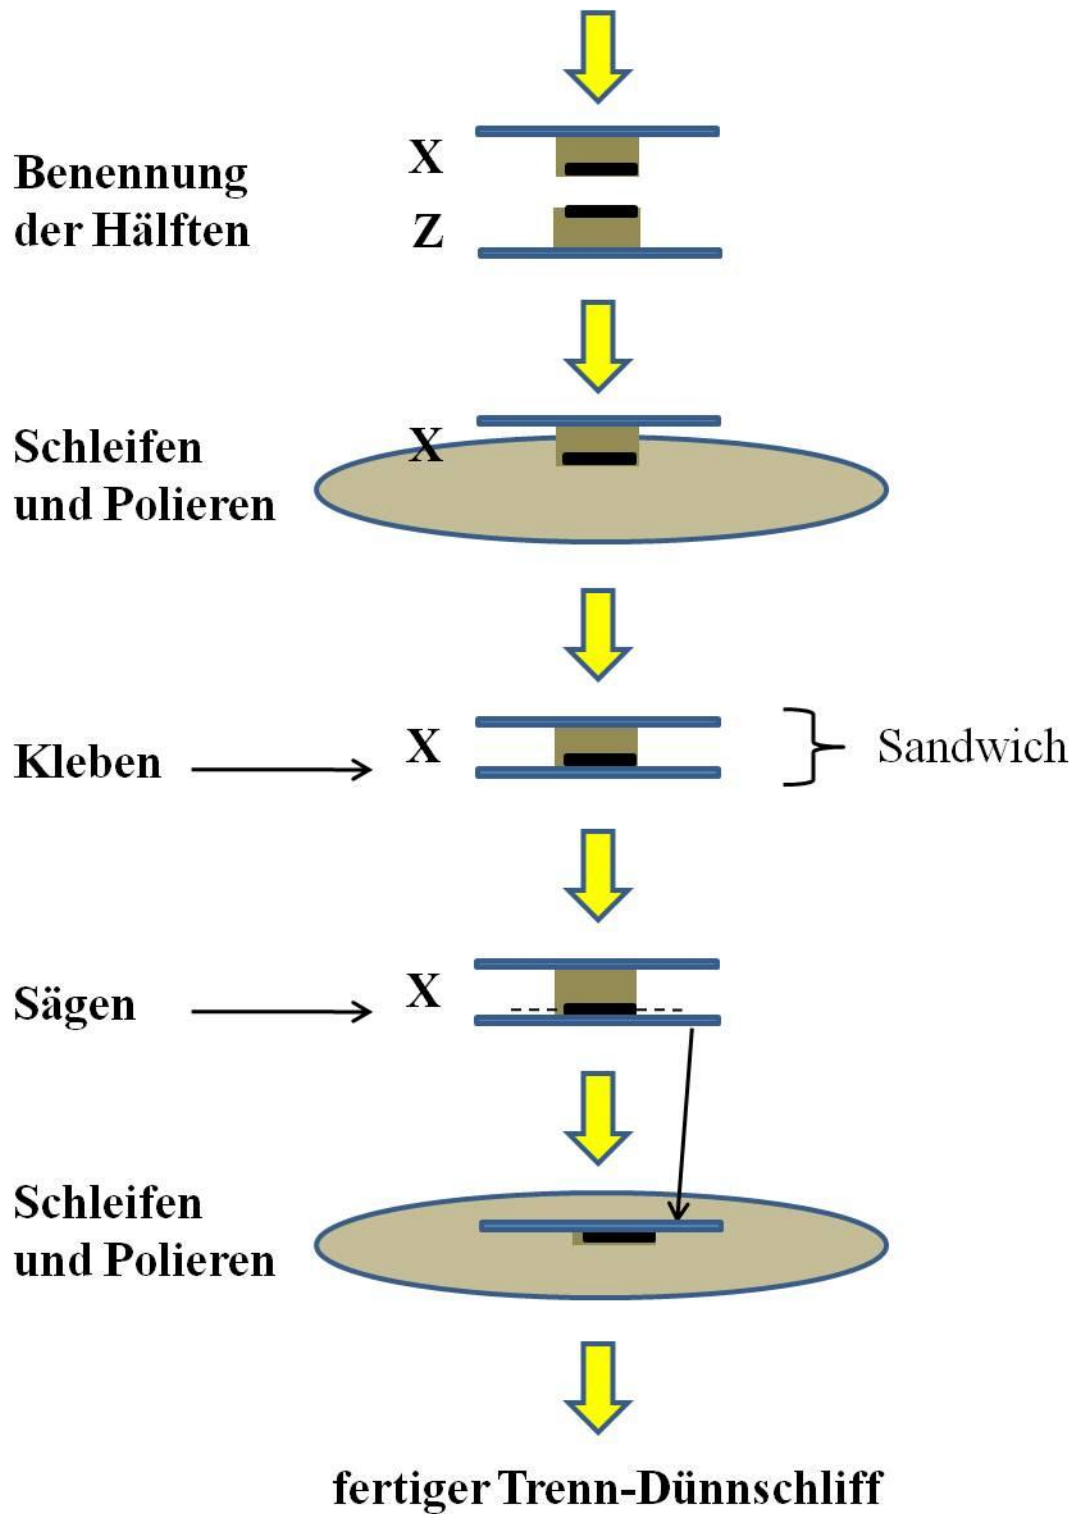 X
Benennung
der Hälften
Z
Schleifen
und Polieren
X
Kleben
X
Sandwich
Sägen
X
Schleifen
und Polieren
fertiger Trenn-Dünnschliff